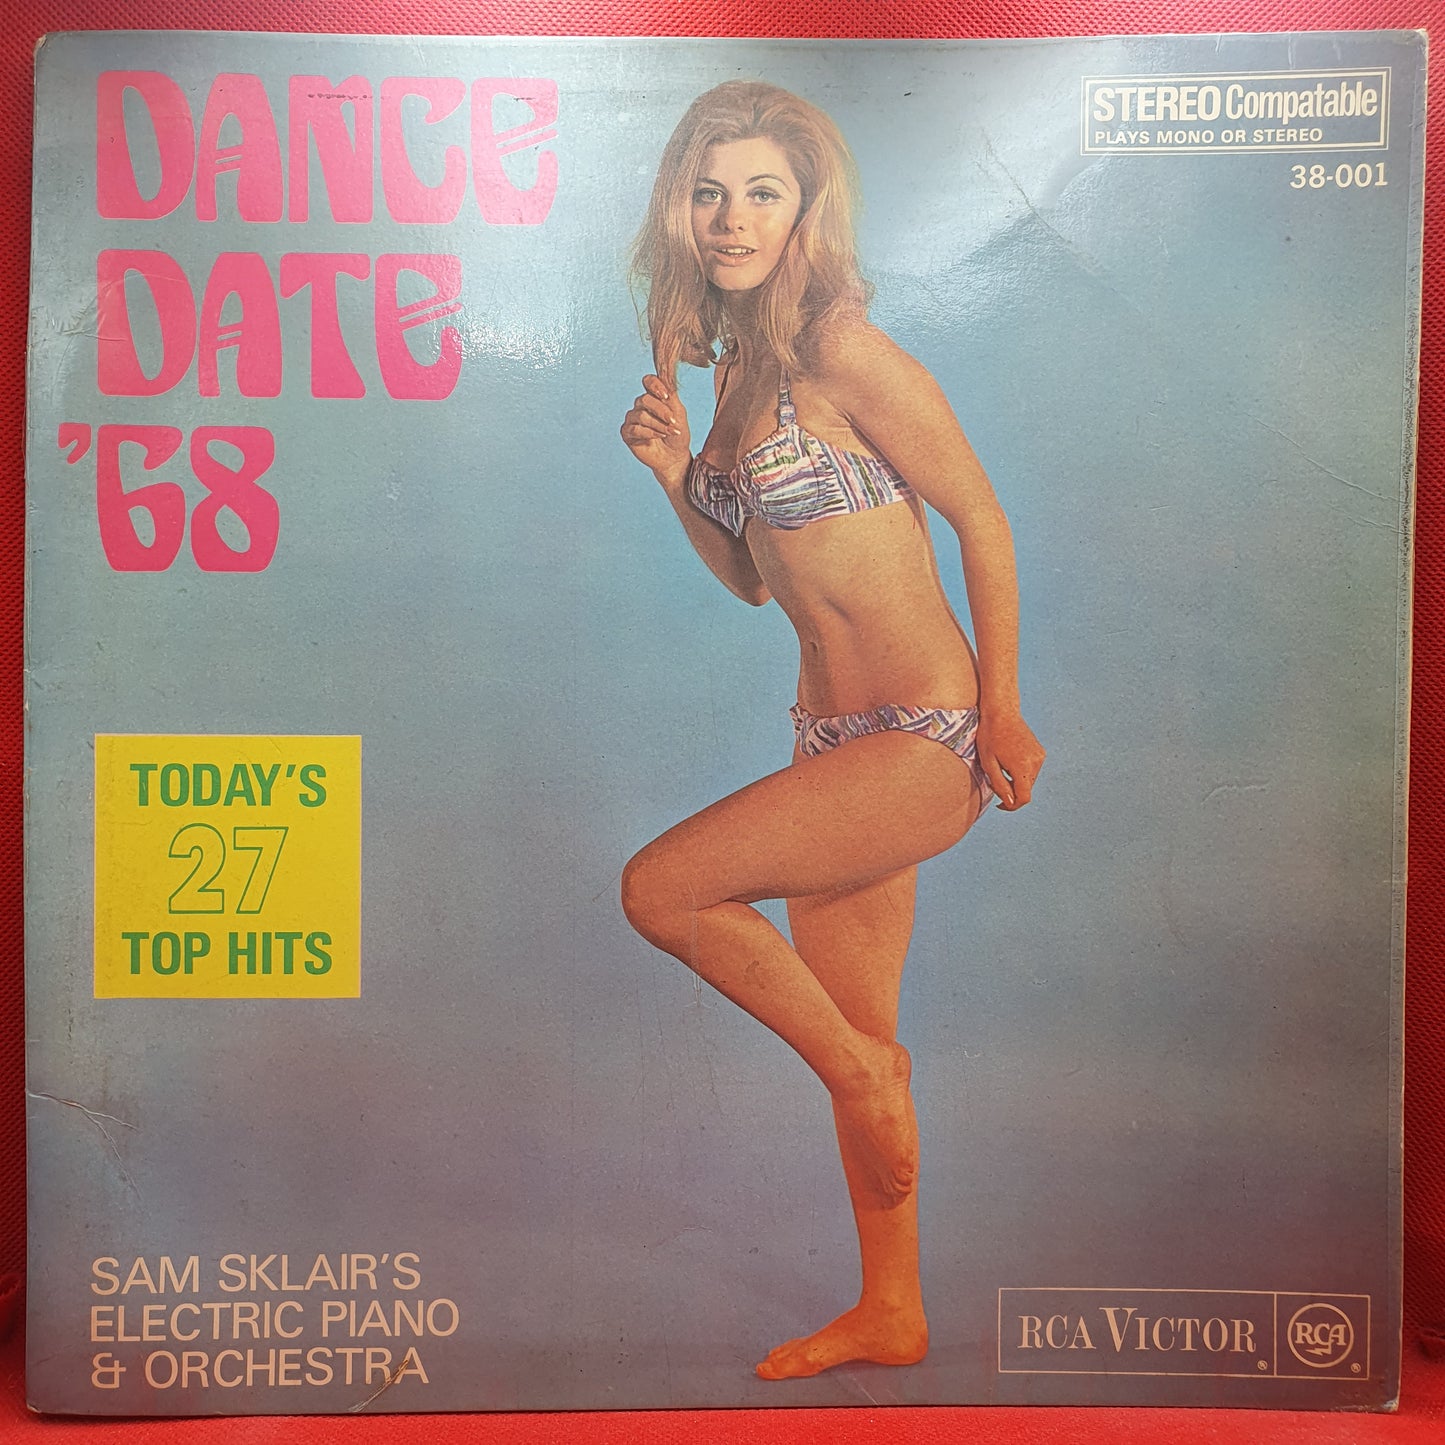 DANCE
DATE
'68
STEREO Compatable
PLAYS MONO OR STEREO
38-001
TODAY'S
27
TOP HITS
SAM SKLAIR'S
ELECTRIC PIANO
& ORCHESTRA
RCA VICTOR ®
RCA ®